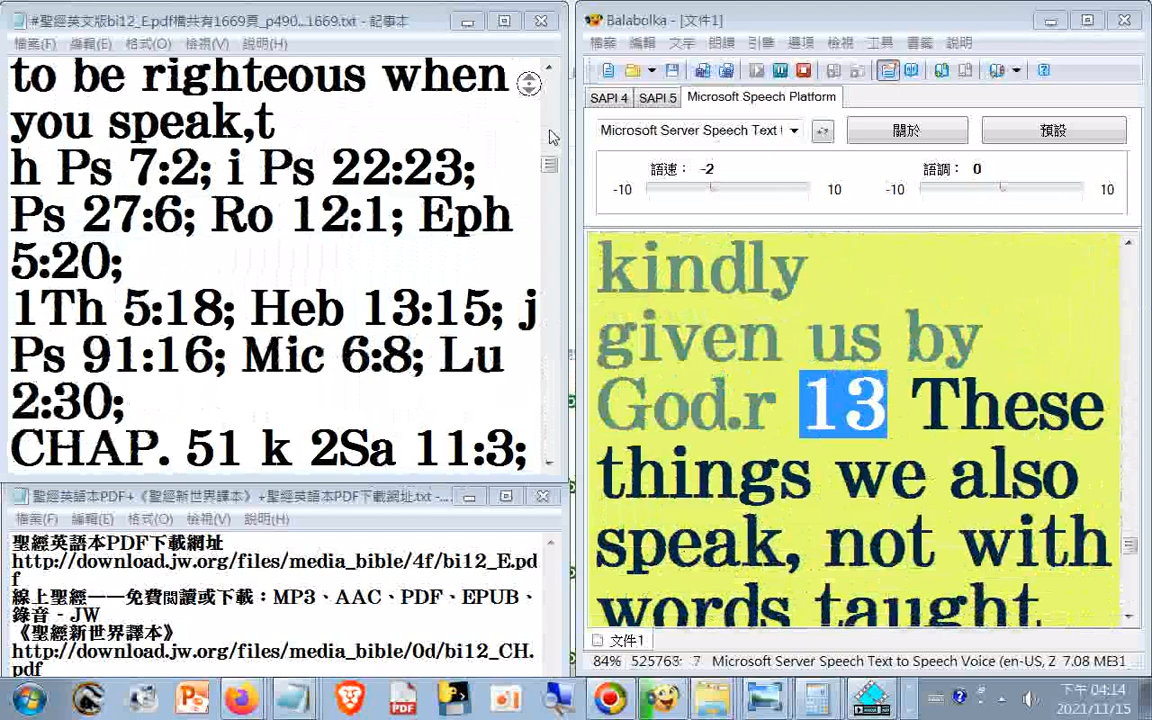 #聖經英文版bi12_E.pdf橫共有1669頁_p490..._1669.txt - 記事本
檔案(F) 編輯(E) 格式(O) 檢視(V) 說明(H)
to be righteous when
you speak,t
h Ps 7:2; i Ps 22:23;
Ps 27:6; Ro 12:1; Eph
5:20;
1Th 5:18; Heb 13:15; j
Ps 91:16; Mic 6:8; Lu
2:30;
CHAP. 51 k 2Sa 11:3;
聖經英語本PDF+《聖經新世界譯本》+聖經英語本PDF下載網址.txt - ...
檔案(F) 編輯(E) 格式(O) 檢視(V) 說明(H)
聖經英語本PDF下載網址
http://download.jw.org/files/media_bible/4f/bi12_E.pd
f
線上聖經——免費閱讀或下載：MP3、AAC、PDF、EPUB、
錄音 - JW
《聖經新世界譯本》
http://download.jw.org/files/media_bible/0d/bi12_CH.
pdf
Balabolka - [文件1]
檔案 編輯 文字 朗讀 引擎 選項 檢視 工具 書籤 說明
SAPI 4 SAPI 5 Microsoft Speech Platform
Microsoft Server Speech Text 關於 預設
語速： -2 語調： 0
-10 10 -10 10
kindly
given us by
God.r 13 These
things we also
speak, not with
words taught
文件1
84% 525763: 7 Microsoft Server Speech Text to Speech Voice (en-US, Z 7.08 MB
PDF
下午 04:14
2021/11/15